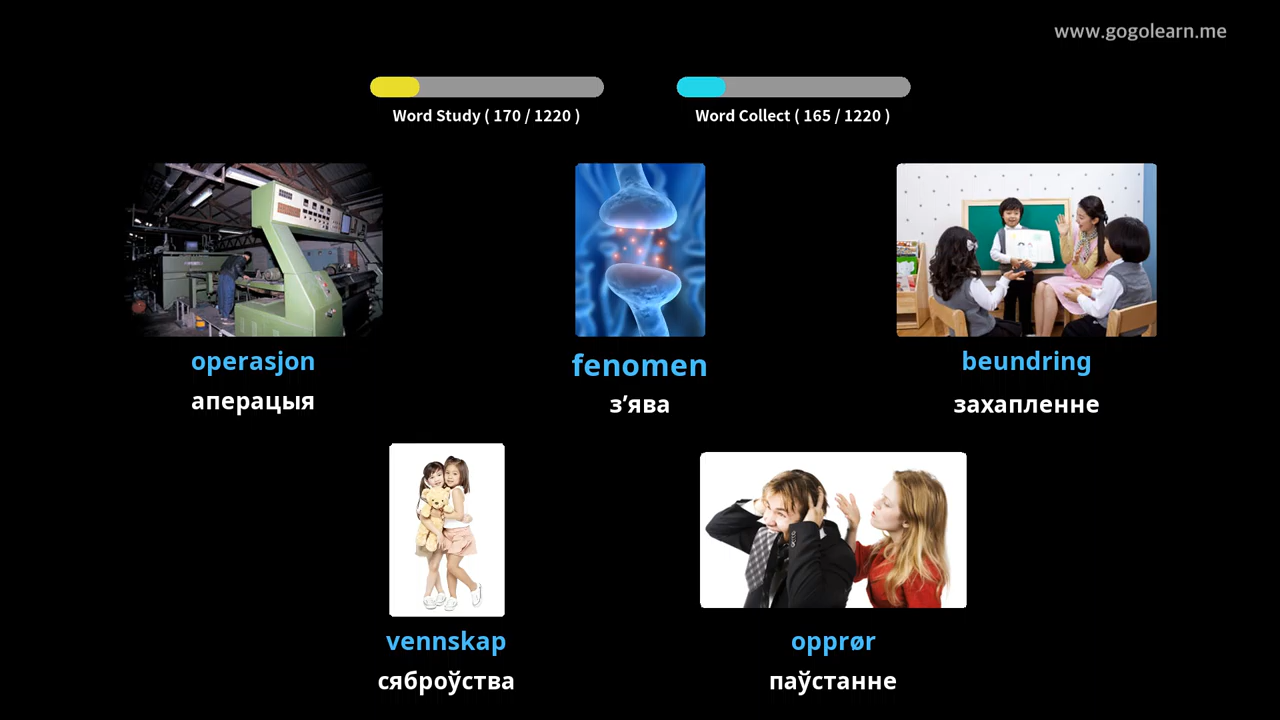 www.gogolearn.me
Word Study ( 170 / 1220 )
Word Collect ( 165 / 1220 )
operasjon
аперацыя
fenomen
з’ява
beundring
захапленне
vennskap
сяброўства
opprør
паўстанне